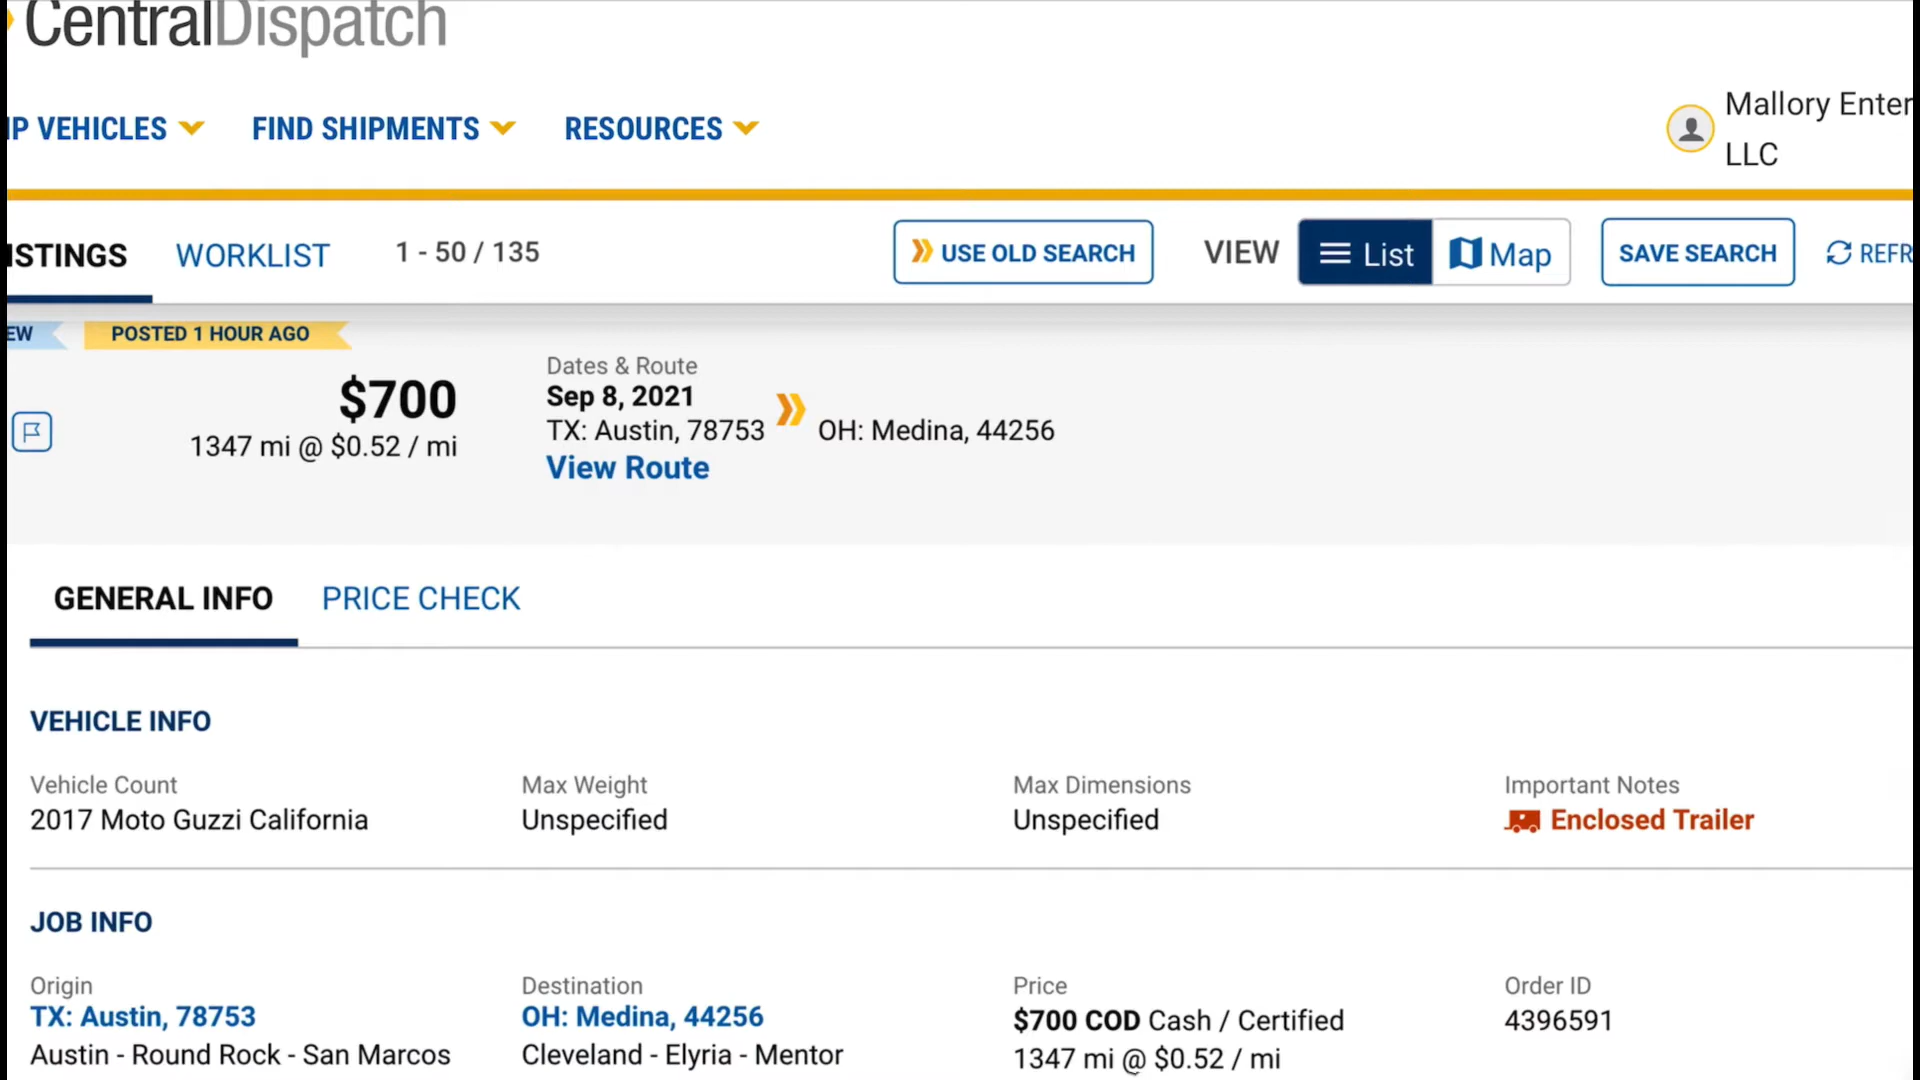 CentralDispatch
IP VEHICLES
FIND SHIPMENTS
RESOURCES
Mallory Enter
LLC
ISTINGS
WORKLIST
1 - 50 / 135
USE OLD SEARCH
VIEW
List
Map
SAVE SEARCH
REFR
EW
POSTED 1 HOUR AGO
$700
1347 mi @ $0.52 / mi
Dates & Route
Sep 8, 2021
TX: Austin, 78753
OH: Medina, 44256
View Route
GENERAL INFO
PRICE CHECK
VEHICLE INFO
Vehicle Count
2017 Moto Guzzi California
Max Weight
Unspecified
Max Dimensions
Unspecified
Important Notes
Enclosed Trailer
JOB INFO
Origin
TX: Austin, 78753
Austin - Round Rock - San Marcos
Destination
OH: Medina, 44256
Cleveland - Elyria - Mentor
Price
$700 COD Cash / Certified
1347 mi @ $0.52 / mi
Order ID
4396591